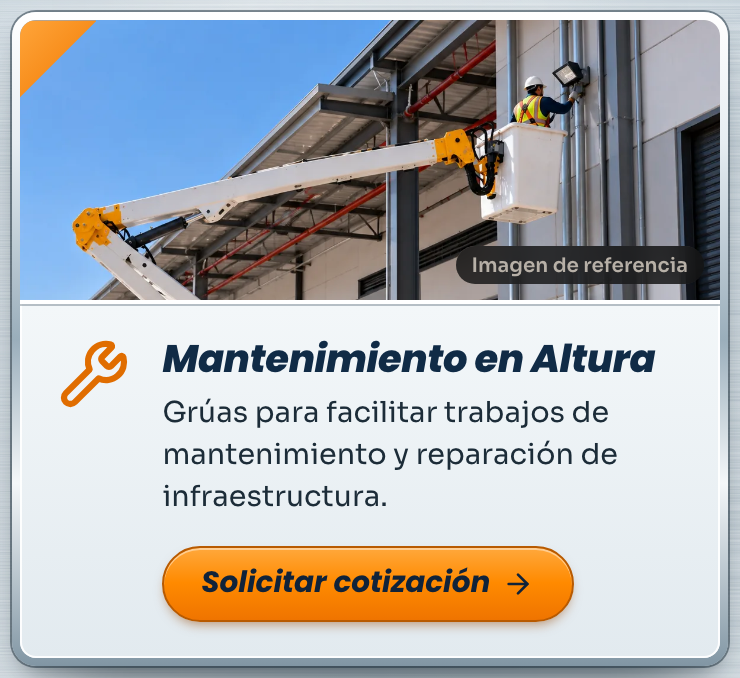 Imagen de referencia
Mantenimiento en Altura
Grúas para facilitar trabajos de
mantenimiento y reparación de
infraestructura.
Solicitar cotización →